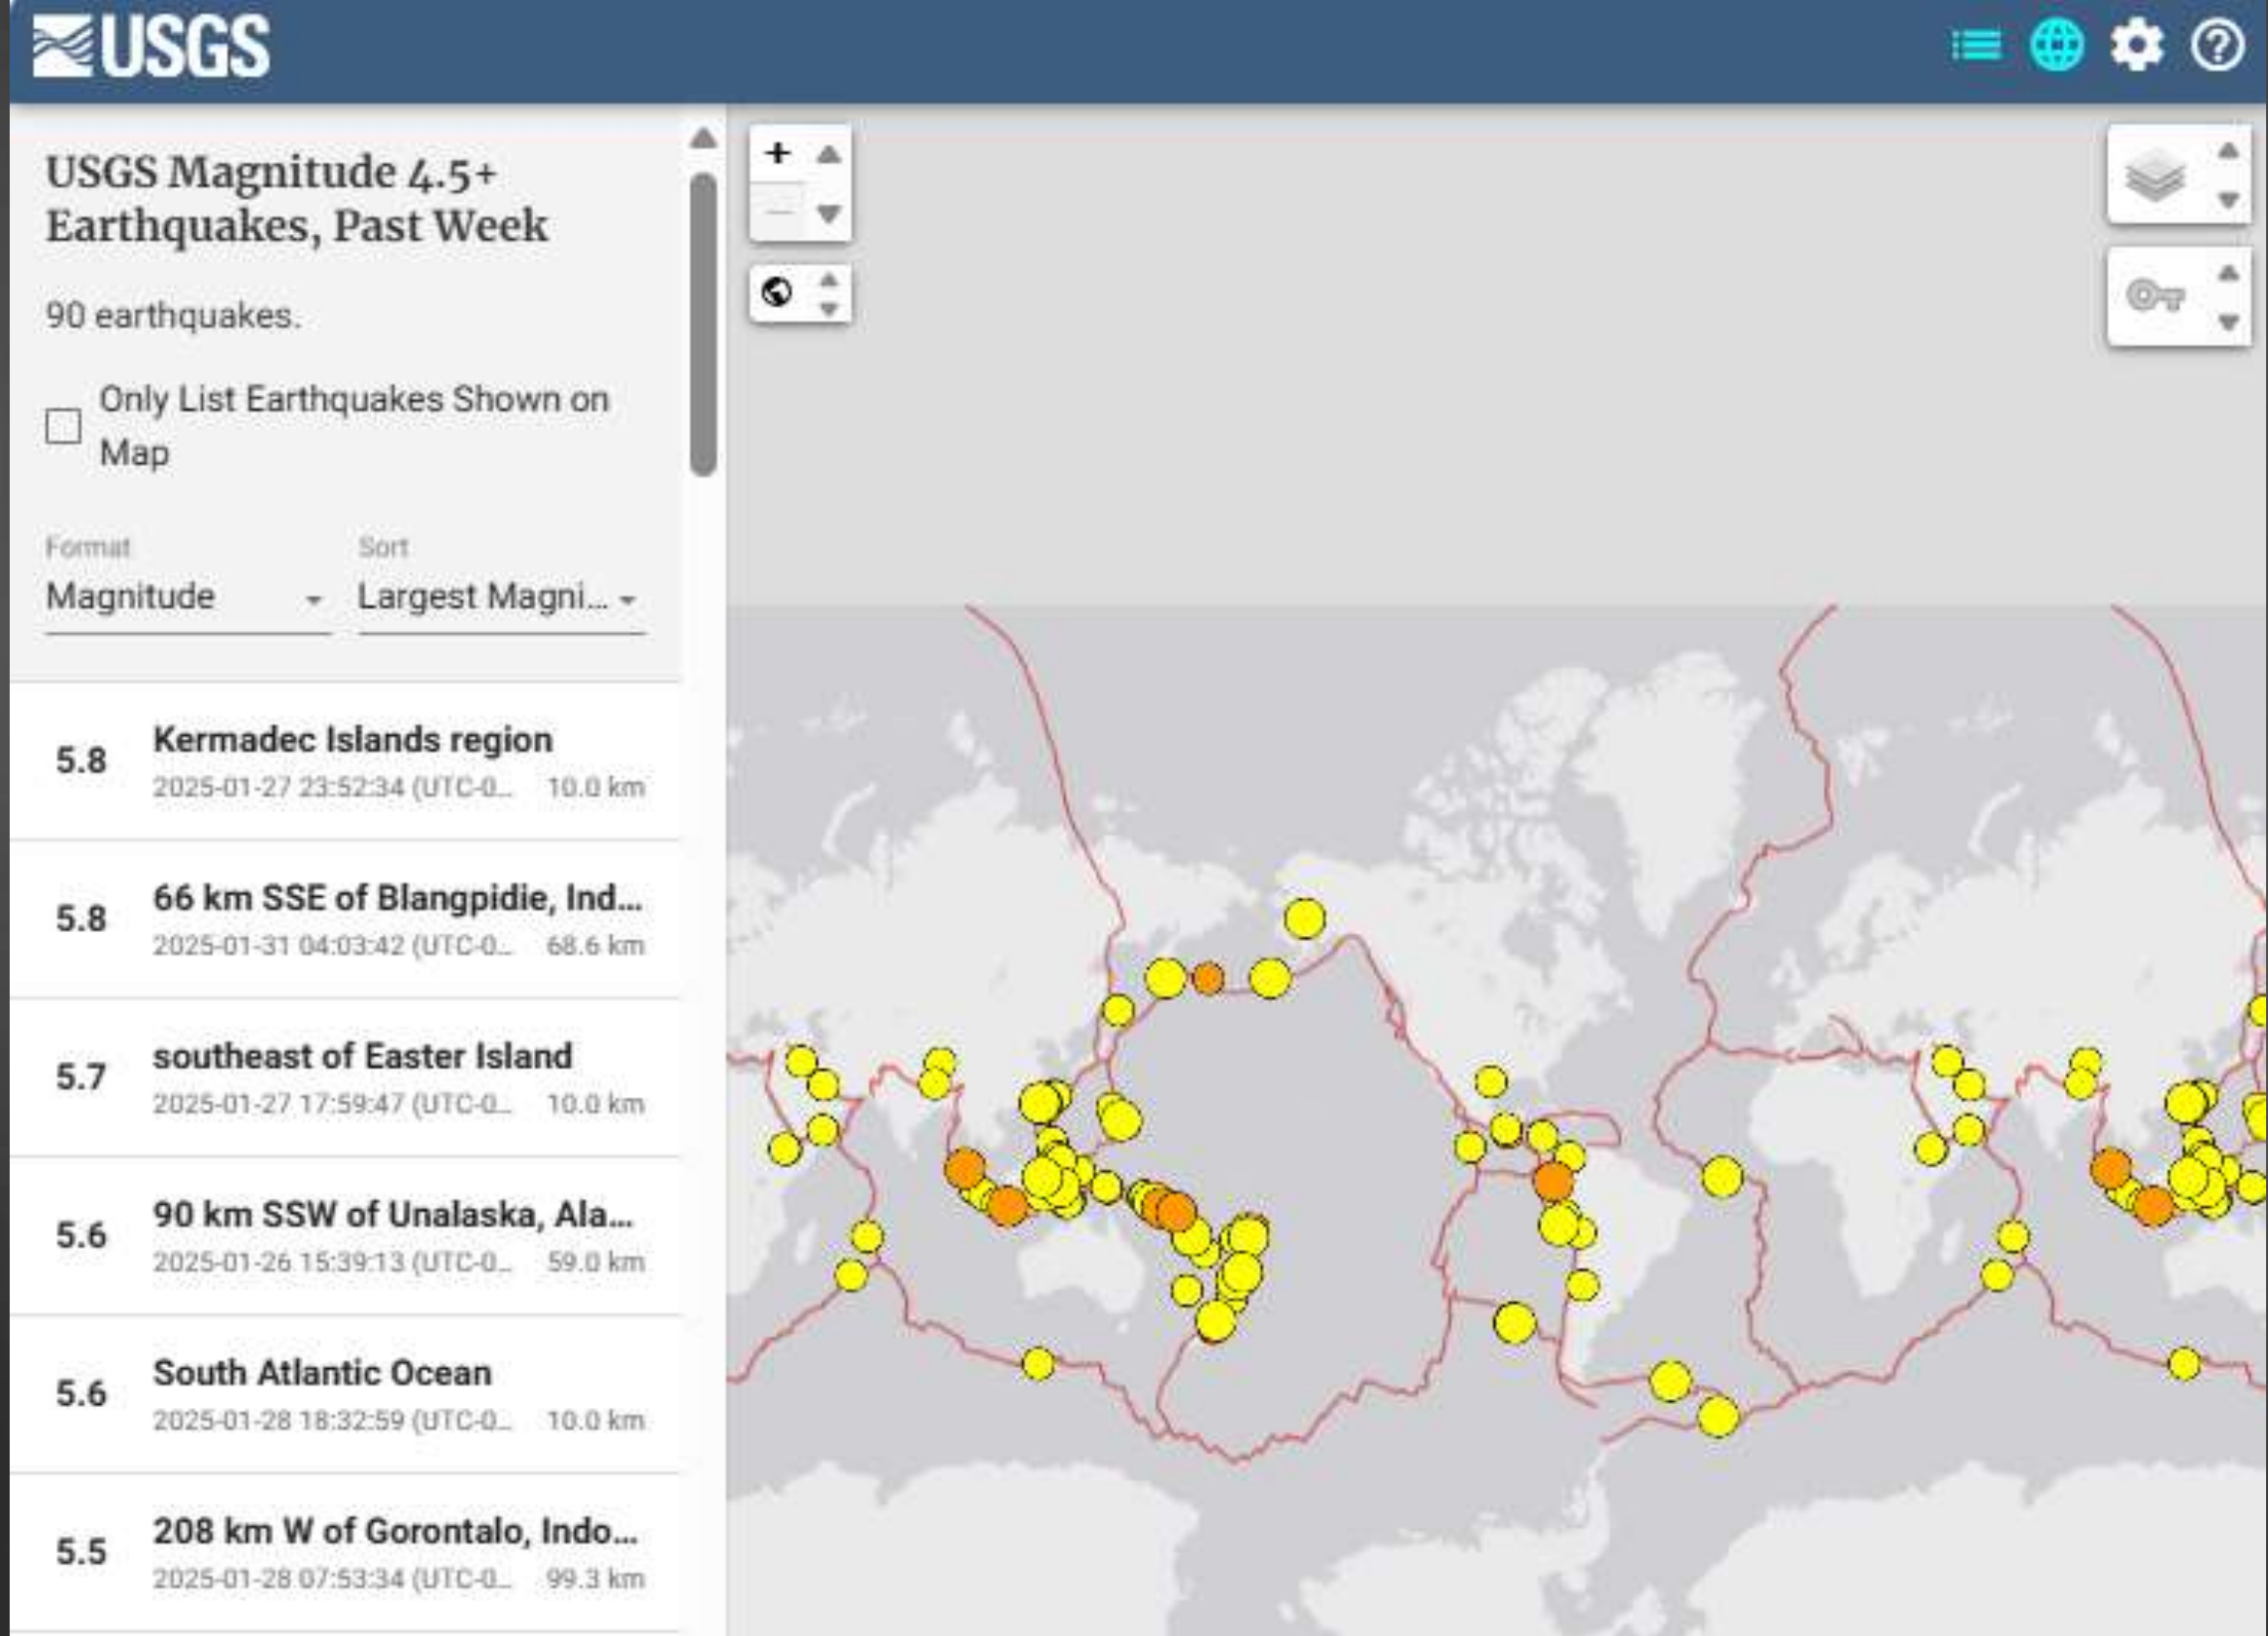 USGS
USGS Magnitude 4.5+
Earthquakes, Past Week
90 earthquakes.
Only List Earthquakes Shown on
Map
Format
Sort
Magnitude
Largest Magni...
5.8
Kermadec Islands region
2025-01-27 23:52:34 (UTC-0... 10.0 km
5.8
66 km SSE of Blangpidie, Ind...
2025-01-31 04:03:42 (UTC-0... 68.6 km
5.7
southeast of Easter Island
2025-01-27 17:59:47 (UTC-0... 10.0 km
5.6
90 km SSW of Unalaska, Ala...
2025-01-26 15:39:13 (UTC-0... 59.0 km
5.6
South Atlantic Ocean
2025-01-28 18:32:59 (UTC-0... 10.0 km
5.5
208 km W of Gorontalo, Indo...
2025-01-28 07:53:34 (UTC-0... 99.3 km